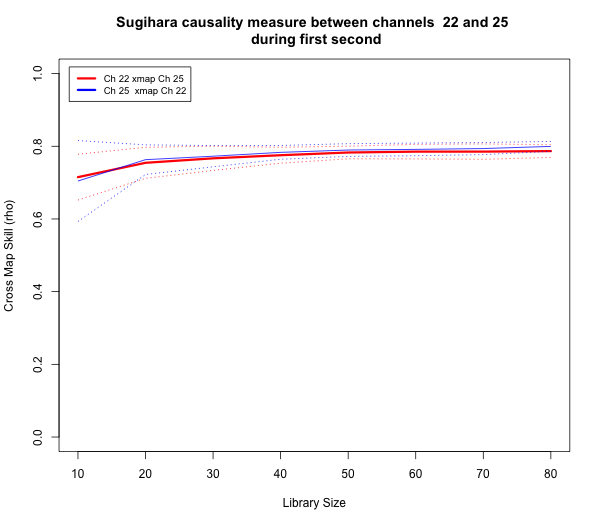 Sugihara causality measure between channels  22 and 25
during first second
Ch 22 xmap Ch 25
Ch 25  xmap Ch 22
Cross Map Skill (rho)
1.0
0.8
0.6
0.4
0.2
0.0
10 20 30 40 50 60 70 80
Library Size